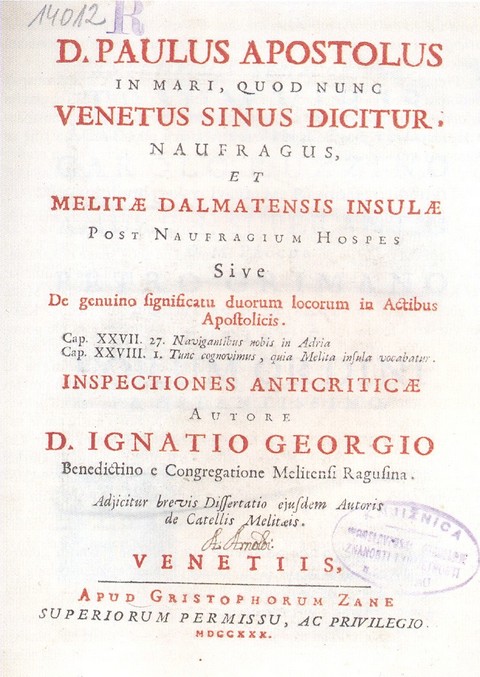 14012 R
D. PAULUS APOSTOLUS
IN MARI, QUOD NUNC
VENETUS SINUS DICITUR,
NAUFRAGUS,
ET
MELITÆ DALMATENSIS INSULÆ
POST NAUFRAGIUM HOSPES
Sive
De genuino significatu duorum locorum in Actibus
Apostolicis.
Cap. XXVII. 27. Navigantibus nobis in Adria
Cap. XXVIII. 1. Tunc cognovimus, quia Melita insula vocabatur.
INSPECTIONES ANTICRITICÆ
AUTORE
D. IGNATIO GEORGIO
Benedictino e Congregatione Melitensi Ragusina.
Adjicitur brevis Dissertatio ejusdem Autoris
de Catellis Melitæis.
VENETIIS,
APUD GRISTOPHORUM ZANE
SUPERIORUM PERMISSU, AC PRIVILEGIO.
MDCCXXX.